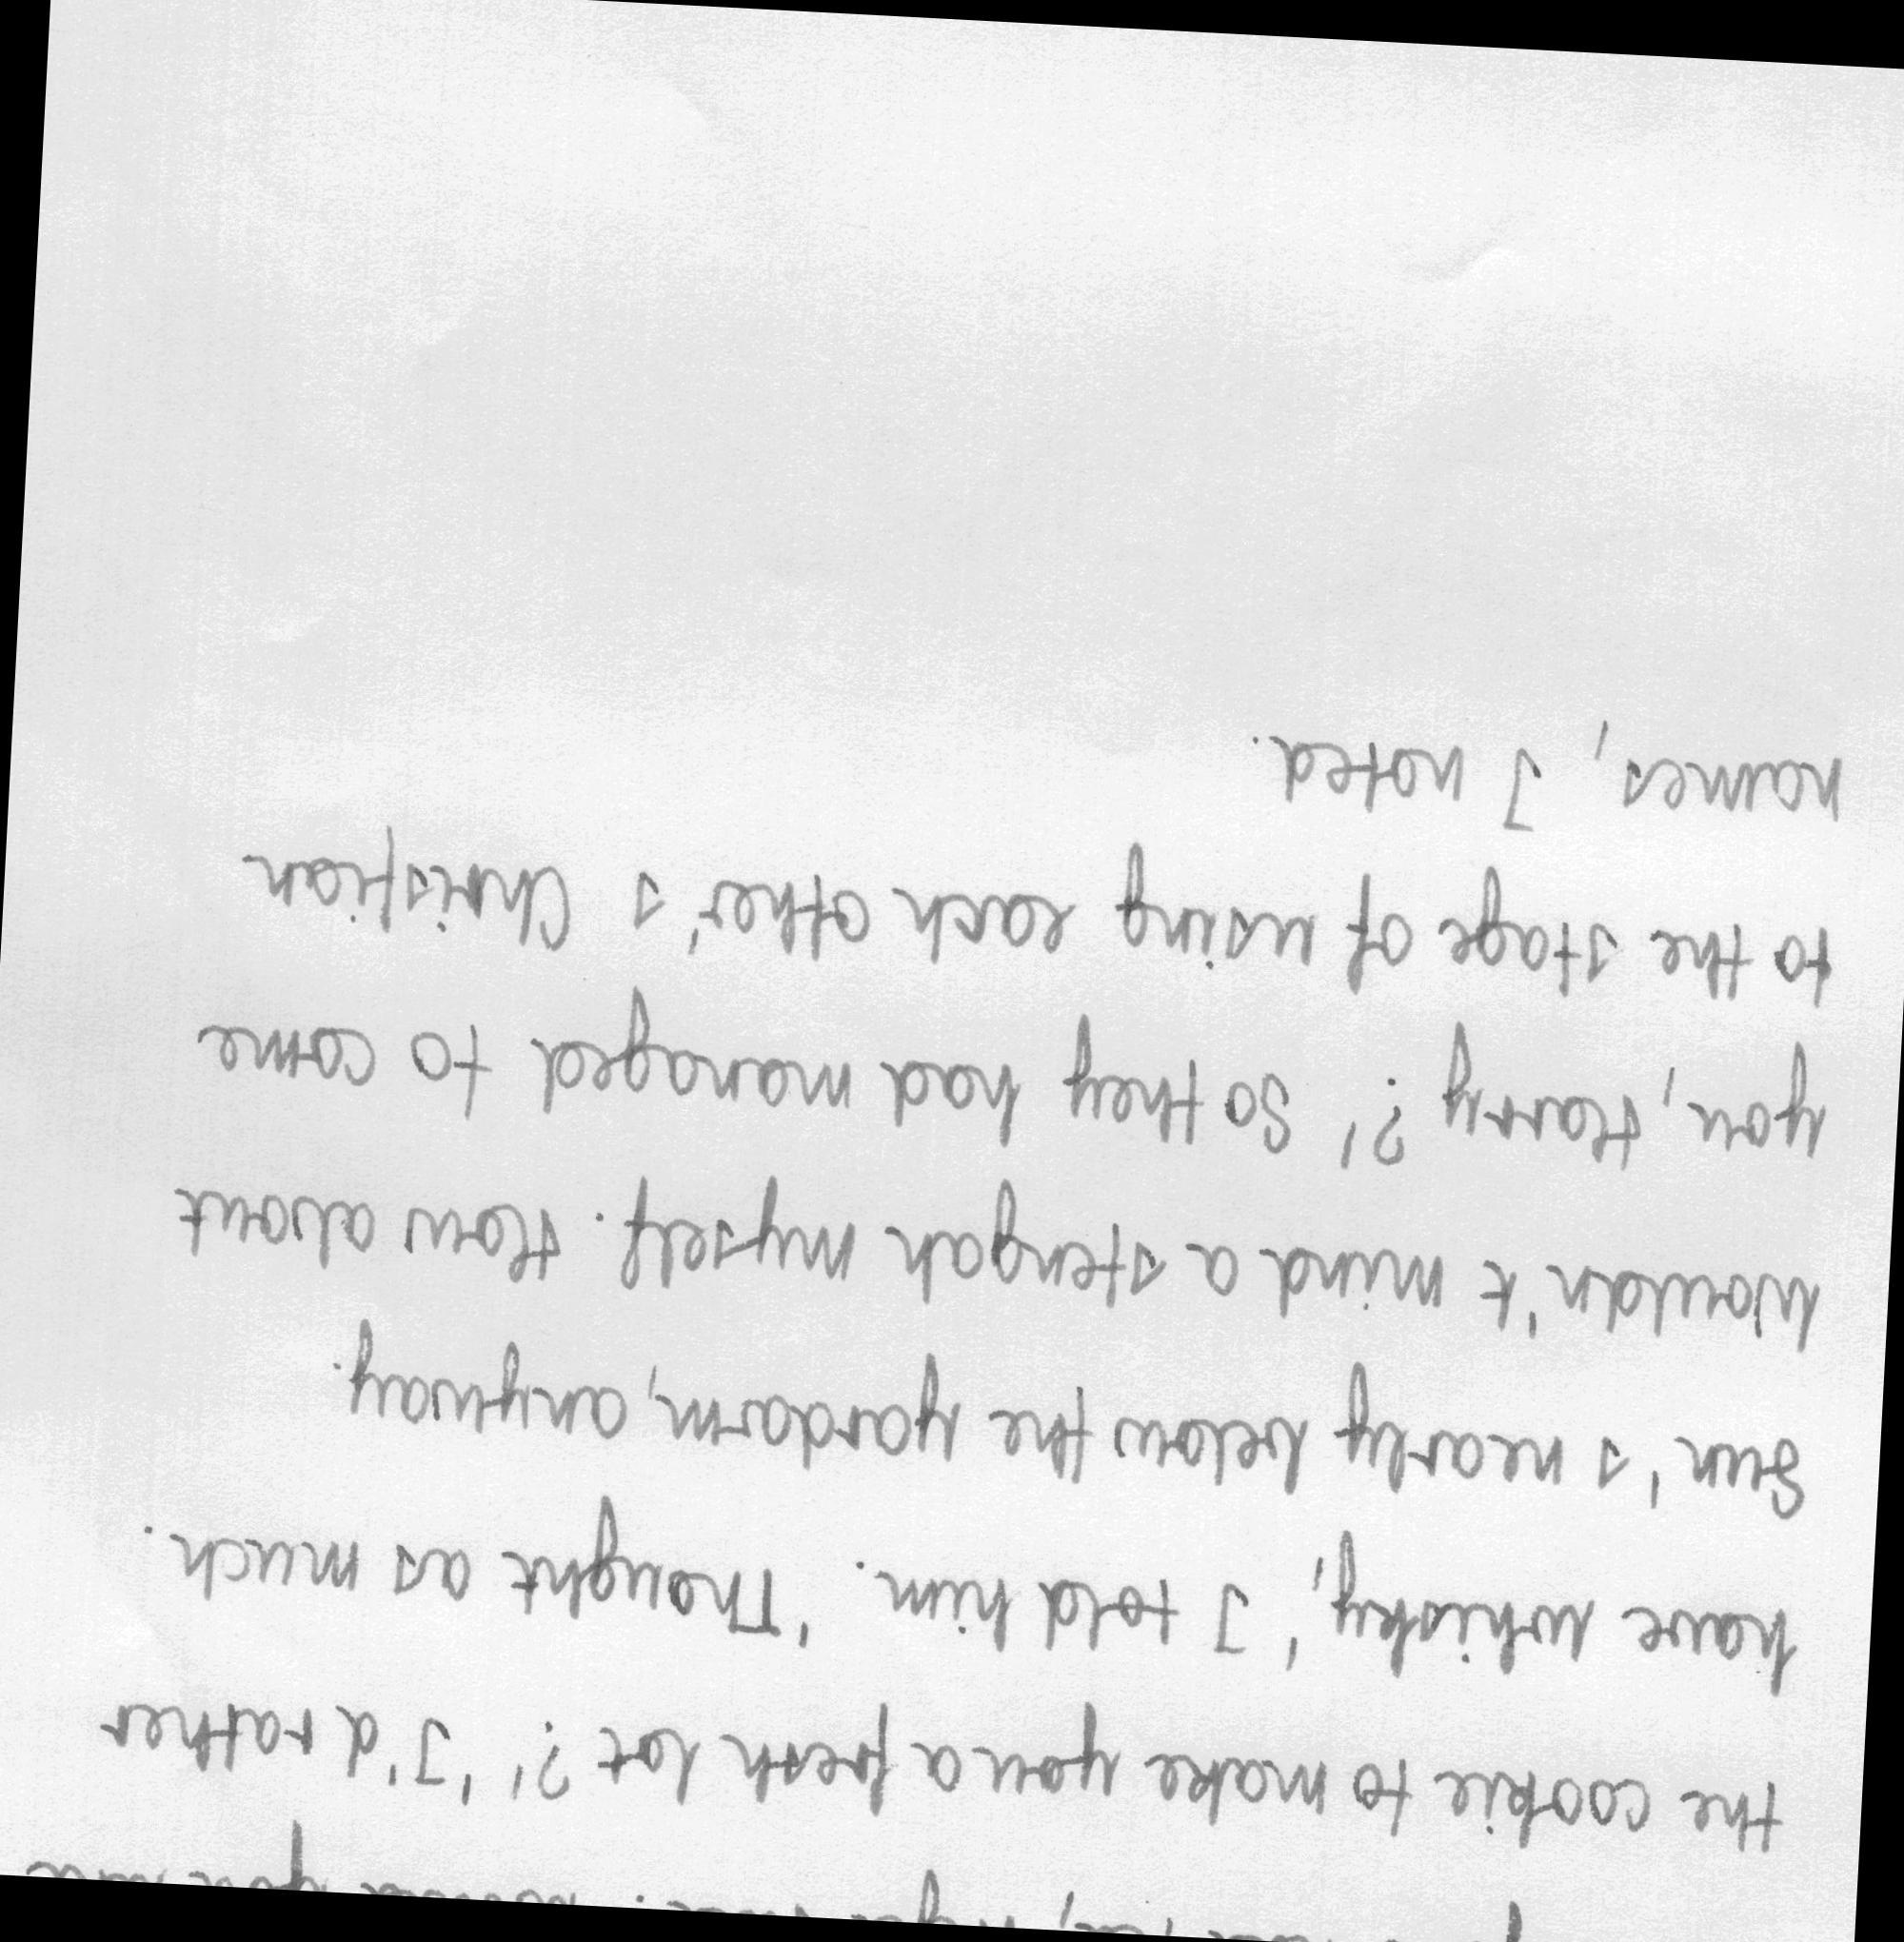 the cookie to make you a fresh lot?' 'I'd rather
have whisky,' I told him. 'Thought as much.
Sun's nearly below the yardarm, anyway.
Wouldn't mind a stengah myself. How about
you, Harry?' So they had managed to come
to the stage of using each other's Christian
names, I noted.